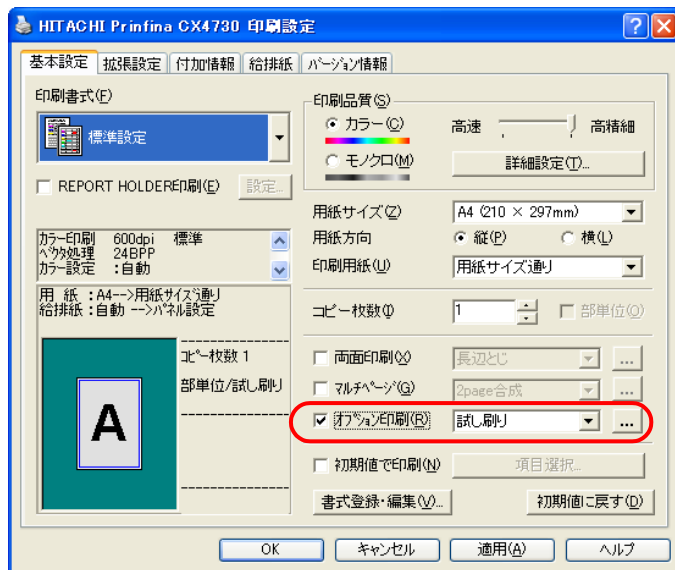 HITACHI Prinfina CX4730 印刷設定
基本設定 拡張設定 付加情報 給排紙 バージョン情報
印刷書式(F)
標準設定
REPORT HOLDER印刷(E) 設定...
カラー印刷 600dpi 標準
ベクタ処理 24BPP
カラー設定 :自動
用 紙 :A4-->用紙サイズ通り
給排紙:自動 -->パネル設定
コピー枚数 1
部単位/試し刷り
A
印刷品質(S)
カラー(C) 高速 高精細
モノクロ(M) 詳細設定(T)...
用紙サイズ(Z) A4 (210 × 297mm)
用紙方向 縦(P) 横(L)
印刷用紙(U) 用紙サイズ通り
コピー枚数(I) 1 部単位(O)
両面印刷(X) 長辺とじ ...
マルチページ(G) 2page合成 ...
オプション印刷(R) 試し刷り ...
初期値で印刷(N) 項目選択...
書式登録・編集(V)... 初期値に戻す(D)
OK キャンセル 適用(A) ヘルプ